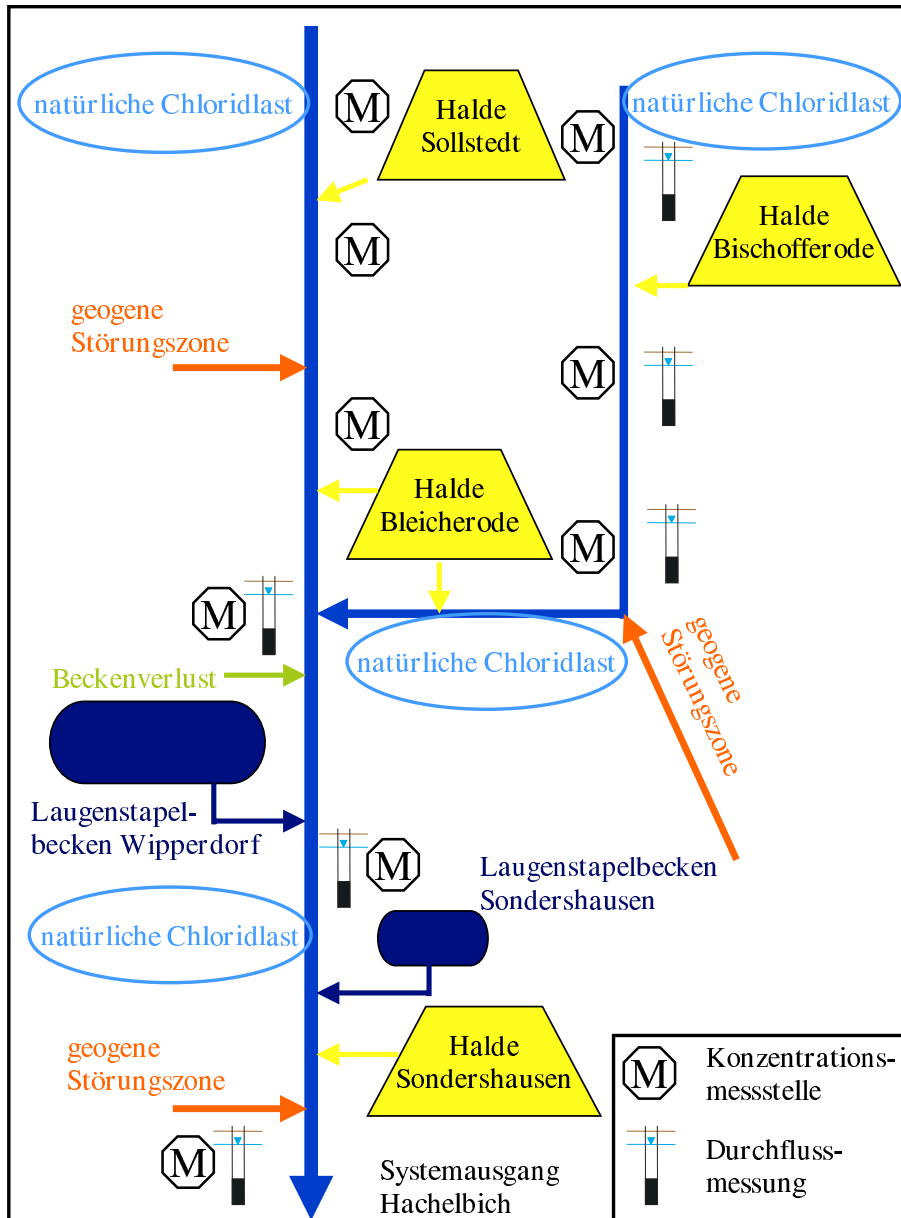 natürliche Chloridlast
M
Halde
Sollstedt
M
natürliche Chloridlast
Halde
Bischofferode
M
geogene
Störungszone
M
M
Halde
Bleicherode
M
M
natürliche Chloridlast
geogene
Störungszone
Beckenverlust
Laugenstapel-
becken Wipperdorf
M
Laugenstapelbecken
Sondershausen
natürliche Chloridlast
Halde
Sondershausen
geogene
Störungszone
M
Systemausgang
Hachelbich
M
Konzentrations-
messstelle
Durchfluss-
messung